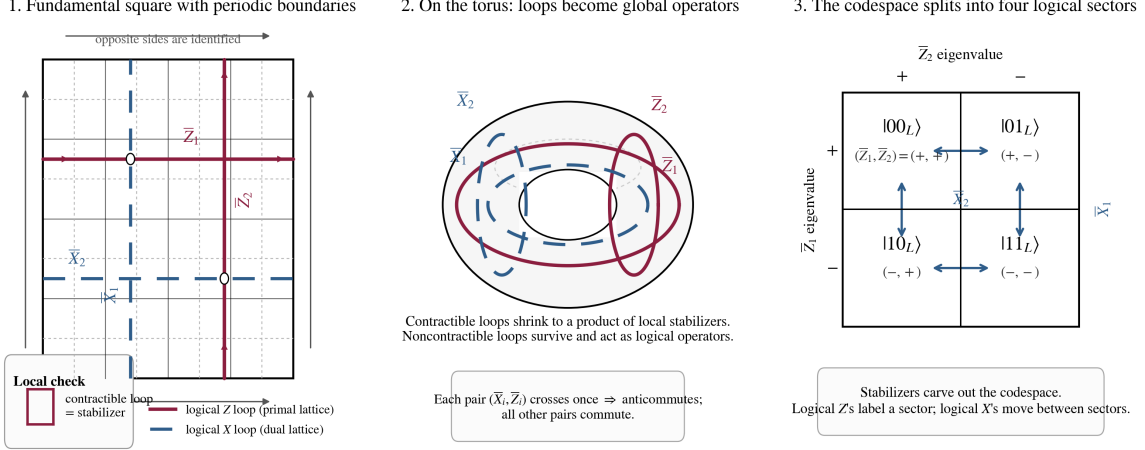 1. Fundamental square with periodic boundaries
opposite sides are identified
Z̅₁
Z̅₂
X̅₂
X̅₁
Local check
contractible loop
= stabilizer
logical Z loop (primal lattice)
logical X loop (dual lattice)
2. On the torus: loops become global operators
X̅₂
Z̅₂
X̅₁
Z̅₁
Contractible loops shrink to a product of local stabilizers.
Noncontractible loops survive and act as logical operators.
Each pair (X̅ᵢ, Z̅ᵢ) crosses once ⇒ anticommutes;
all other pairs commute.
3. The codespace splits into four logical sectors
Z̅₂ eigenvalue
+ −
Z̅₁ eigenvalue
+
|00_L⟩ |01_L⟩
(Z̅₁, Z̅₂)=(+, +) (+, −)
X̅₂
X̅₁
−
|10_L⟩ |11_L⟩
(−, +) (−, −)
Stabilizers carve out the codespace.
Logical Z's label a sector; logical X's move between sectors.